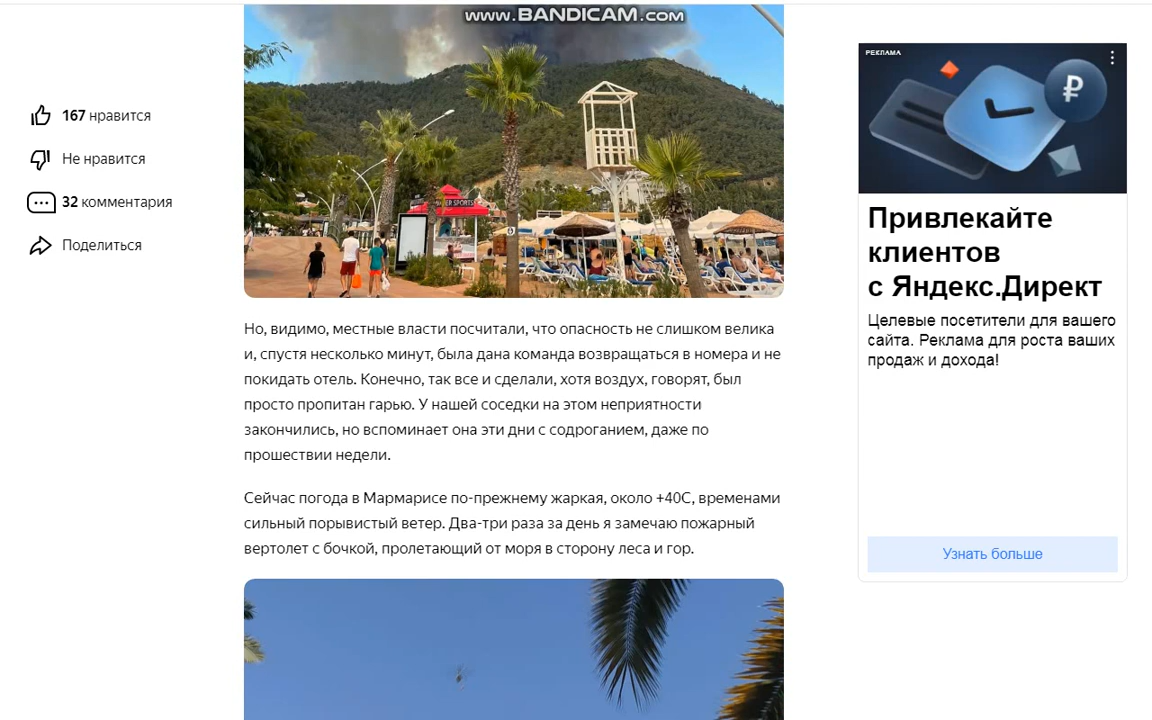 www.BANDICAM.com
167 нравится
Не нравится
32 комментария
Поделиться
WATER SPORTS
Но, видимо, местные власти посчитали, что опасность не слишком велика
и, спустя несколько минут, была дана команда возвращаться в номера и не
покидать отель. Конечно, так все и сделали, хотя воздух, говорят, был
просто пропитан гарью. У нашей соседки на этом неприятности
закончились, но вспоминает она эти дни с содроганием, даже по
прошествии недели.
Сейчас погода в Мармарисе по-прежнему жаркая, около +40С, временами
сильный порывистый ветер. Два-три раза за день я замечаю пожарный
вертолет с бочкой, пролетающий от моря в сторону леса и гор.
РЕКЛАМА
Привлекайте
клиентов
с Яндекс.Директ
Целевые посетители для вашего
сайта. Реклама для роста ваших
продаж и дохода!
Узнать больше